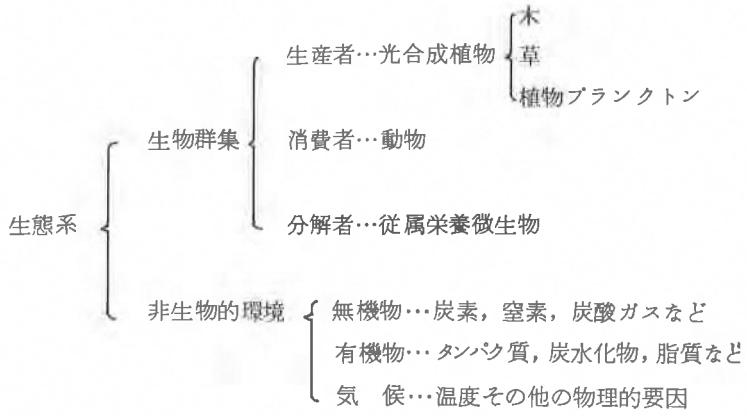 木
生産者…光合成植物 草
植物プランクトン
生物群集 消費者…動物
生態系 分解者…従属栄養微生物
非生物的環境 無機物…炭素，窒素，炭酸ガスなど
有機物…タンパク質，炭水化物，脂質など
気　候…温度その他の物理的要因